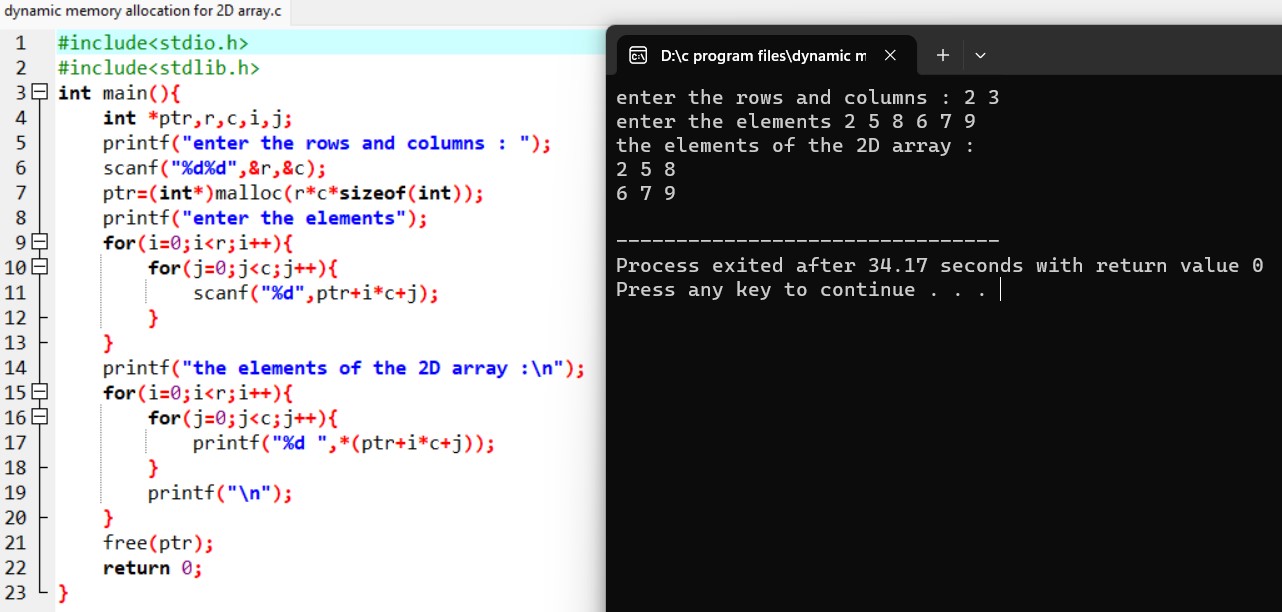 dynamic memory allocation for 2D array.c
1 #include<stdio.h>
2 #include<stdlib.h>
3 int main(){
4 int *ptr,r,c,i,j;
5 printf("enter the rows and columns : ");
6 scanf("%d%d",&r,&c);
7 ptr=(int*)malloc(r*c*sizeof(int));
8 printf("enter the elements");
9 for(i=0;i<r;i++){
10 for(j=0;j<c;j++){
11 scanf("%d",ptr+i*c+j);
12 }
13 }
14 printf("the elements of the 2D array :\n");
15 for(i=0;i<r;i++){
16 for(j=0;j<c;j++){
17 printf("%d ",*(ptr+i*c+j));
18 }
19 printf("\n");
20 }
21 free(ptr);
22 return 0;
23 }
D:\c program files\dynamic m
enter the rows and columns : 2 3
enter the elements 2 5 8 6 7 9
the elements of the 2D array :
2 5 8
6 7 9
--------------------------------
Process exited after 34.17 seconds with return value 0
Press any key to continue . . .